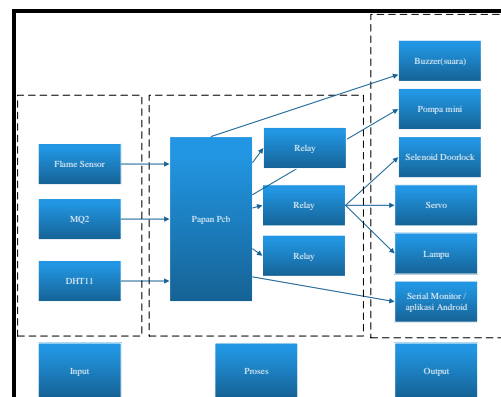 Buzzer(suara)
Pompa mini
Flame Sensor
Relay
Selenoid Doorlock
MQ2
Papan Pcb
Relay
Servo
Relay
Lampu
DHT11
Serial Monitor /
aplikasi Android
Input
Proses
Output